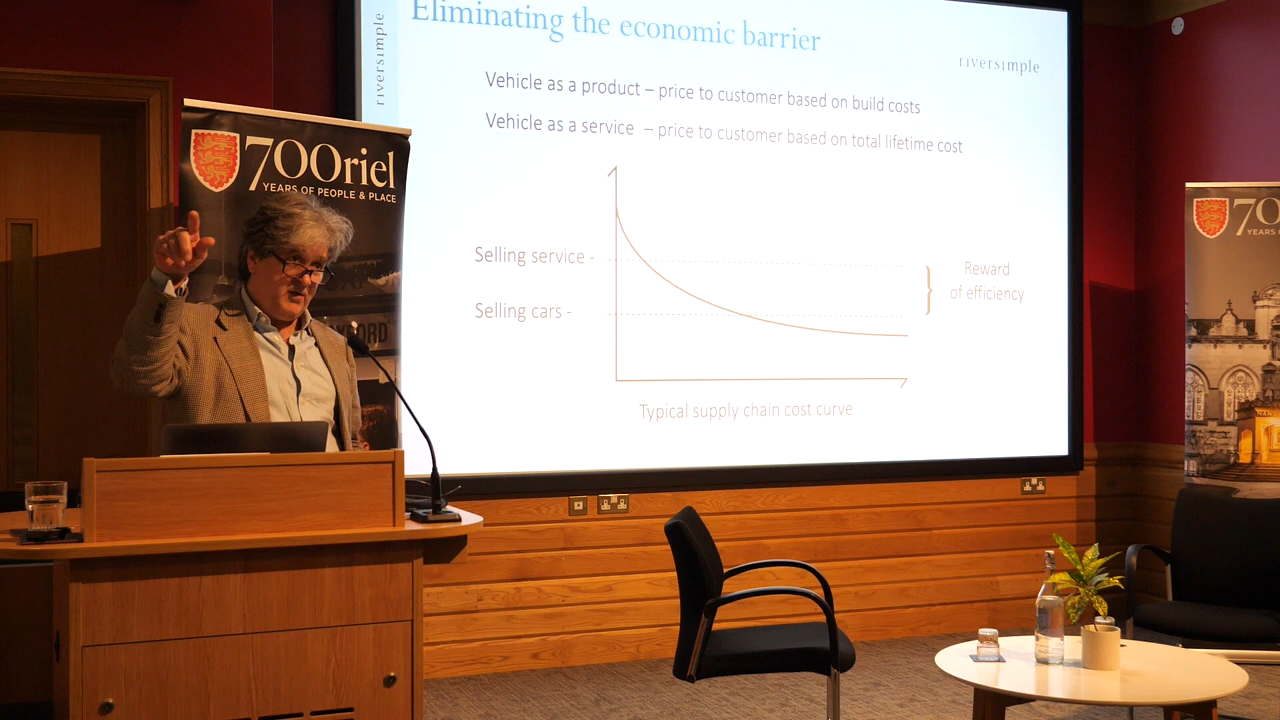 Eliminating the economic barrier
riversimple
riversimple
Vehicle as a product – price to customer based on build costs
Vehicle as a service – price to customer based on total lifetime cost
Selling service -
Selling cars -
Reward
of efficiency
Typical supply chain cost curve
700riel
YEARS OF PEOPLE & PLACE
70
YEARS